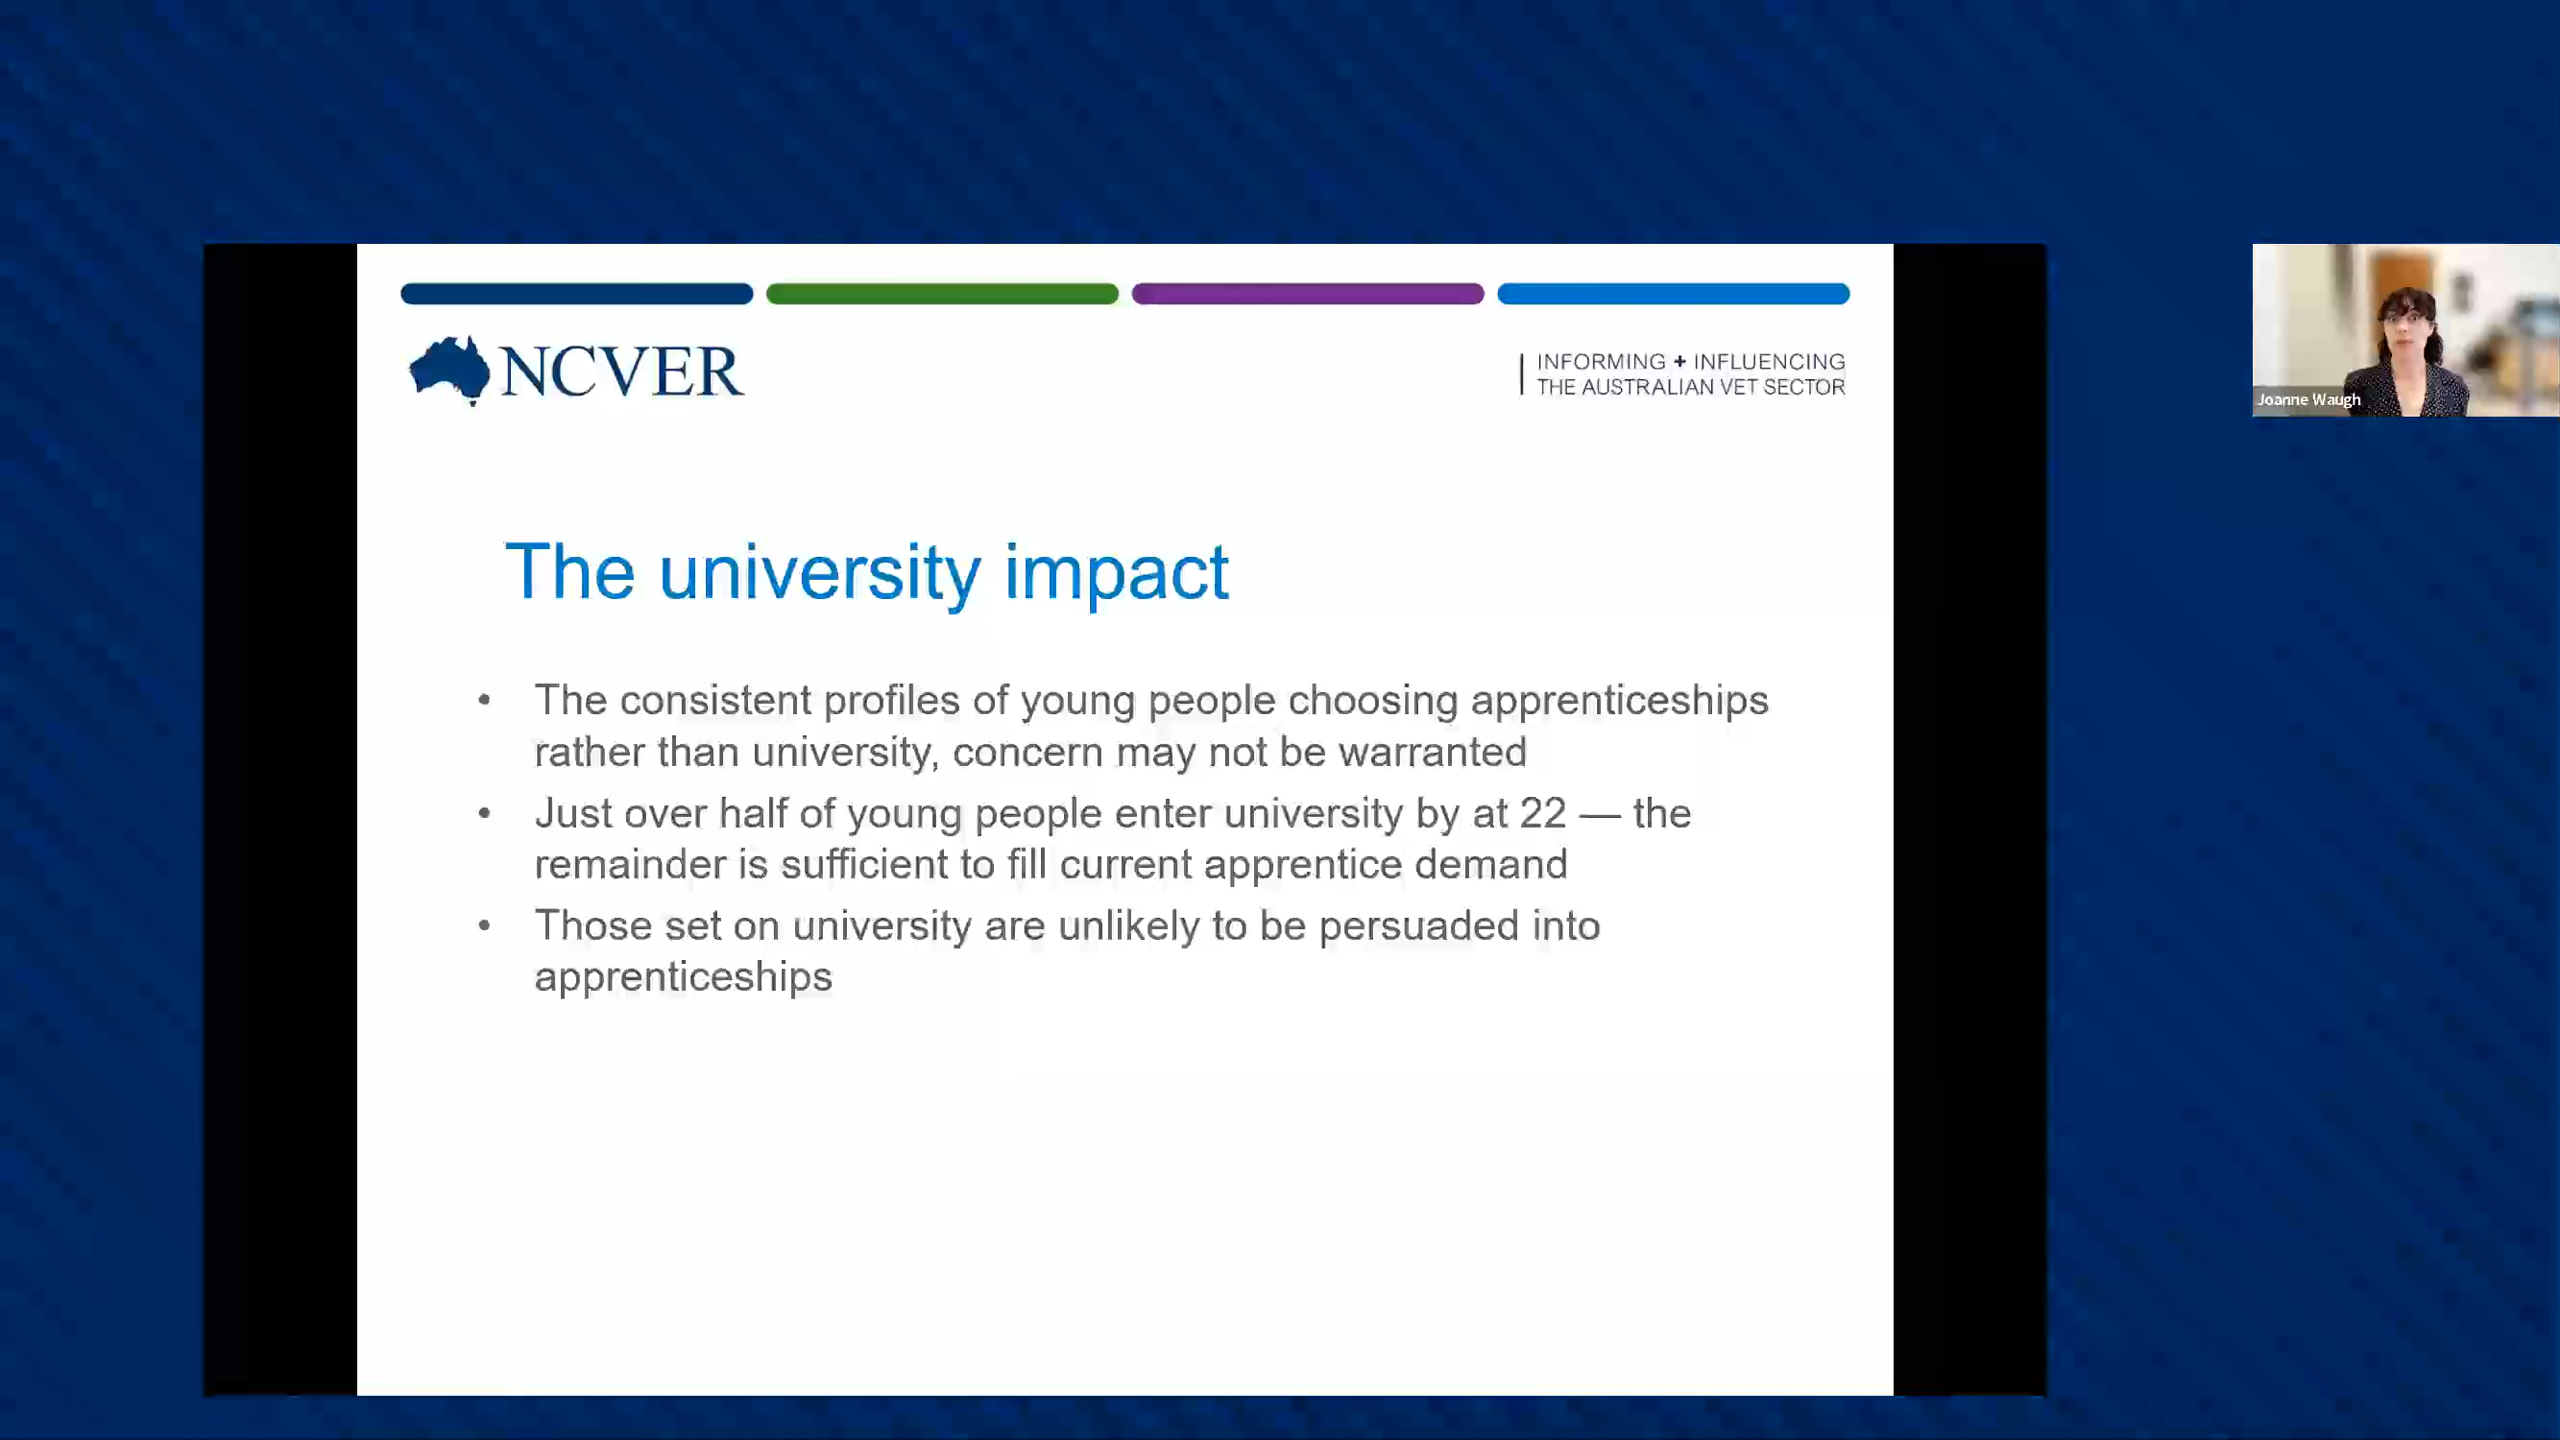 NCVER
INFORMING + INFLUENCING
THE AUSTRALIAN VET SECTOR
Joanne Waugh
The university impact
• The consistent profiles of young people choosing apprenticeships
rather than university, concern may not be warranted
• Just over half of young people enter university by at 22 — the
remainder is sufficient to fill current apprentice demand
• Those set on university are unlikely to be persuaded into
apprenticeships